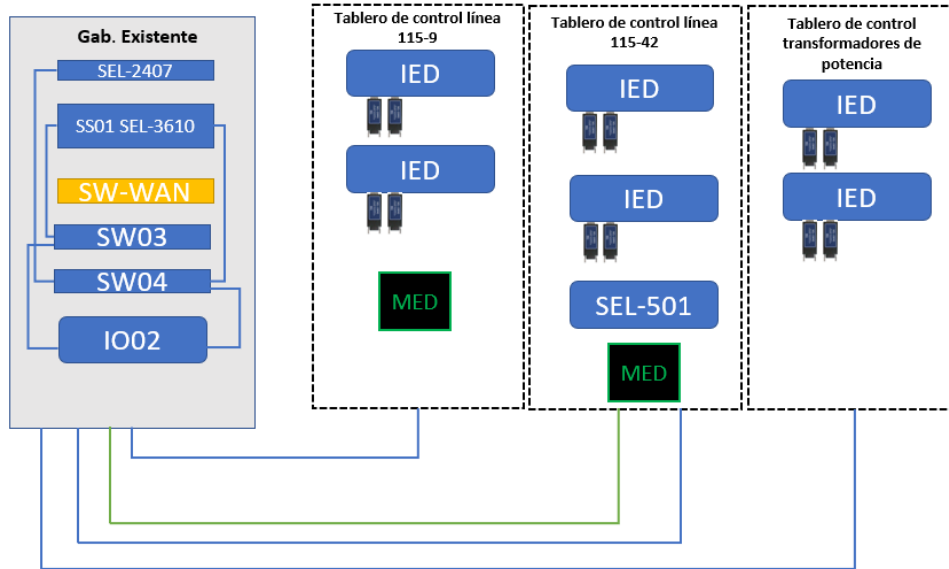 Gab. Existente
SEL-2407
SS01 SEL-3610
SW-WAN
SW03
SW04
IO02
Tablero de control línea
115-9
IED
IED
MED
Tablero de control línea
115-42
IED
IED
SEL-501
MED
Tablero de control
transformadores de
potencia
IED
IED